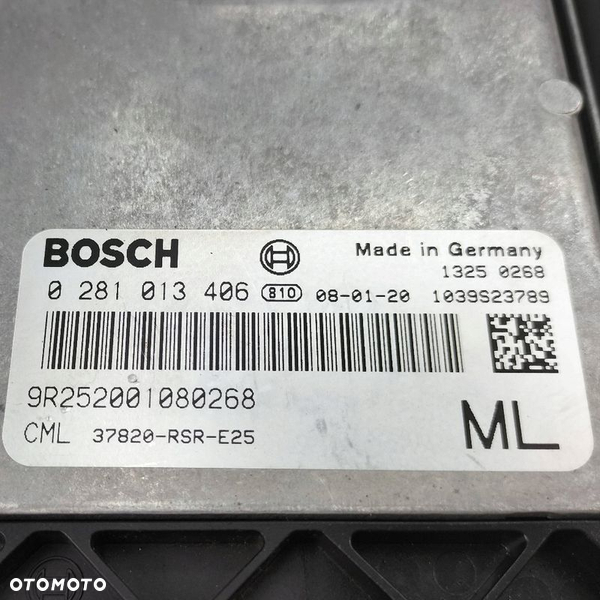 BOSCH Made in Germany
1325 0268
0 281 013 406 810 08-01-20 1039S23789
9R252001080268
CML 37820-RSR-E25 ML
OTOMOTO